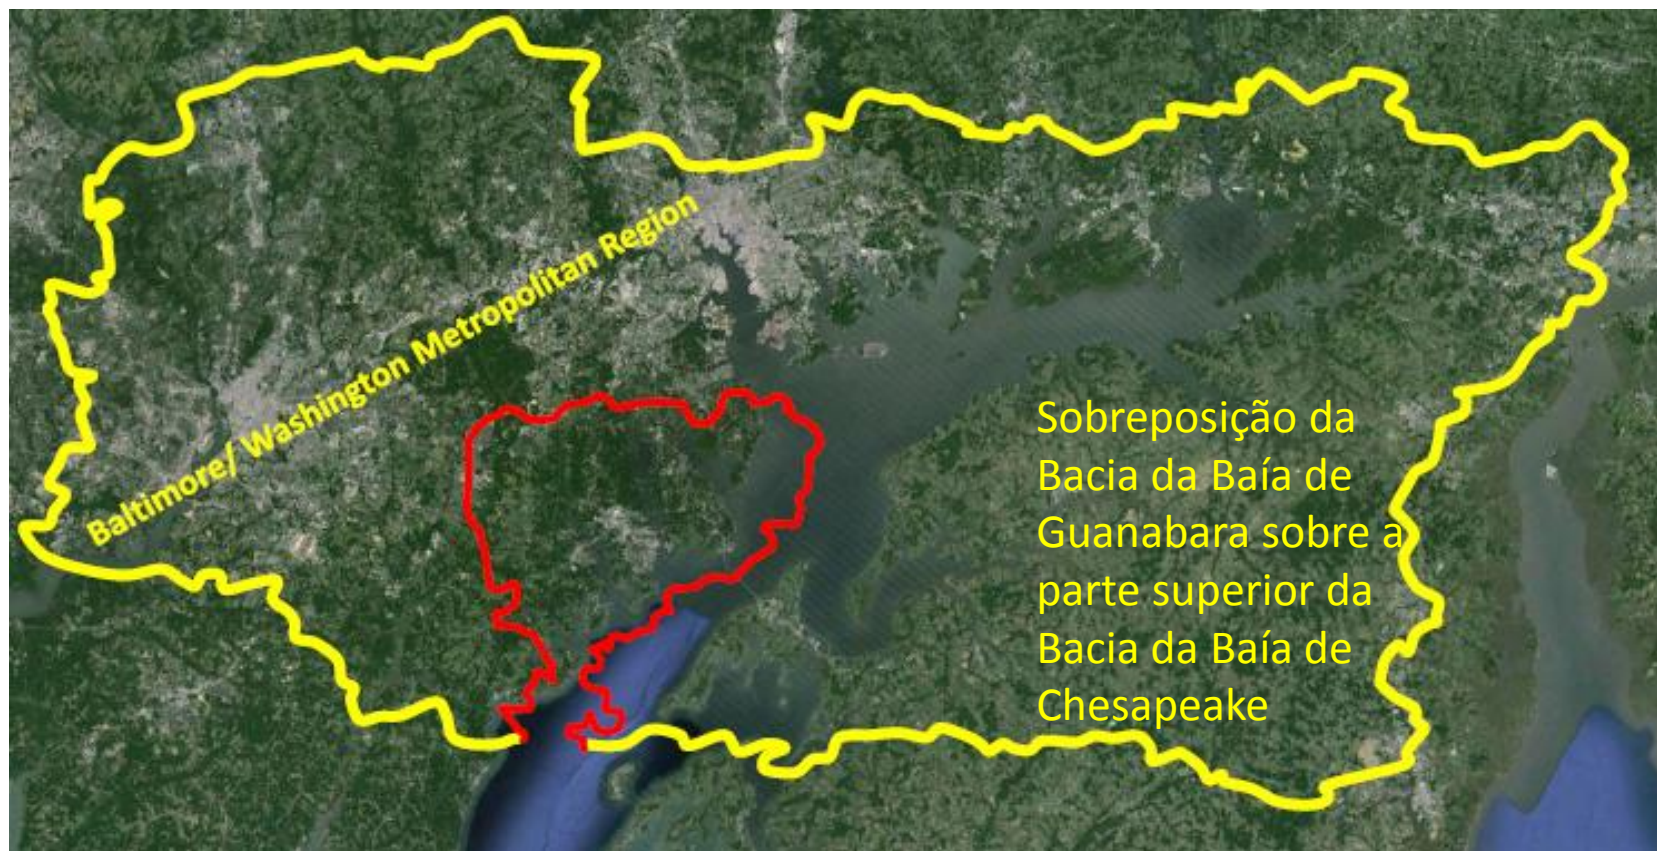 Baltimore/ Washington Metropolitan Region
Sobreposição da
Bacia da Baía de
Guanabara sobre a
parte superior da
Bacia da Baía de
Chesapeake